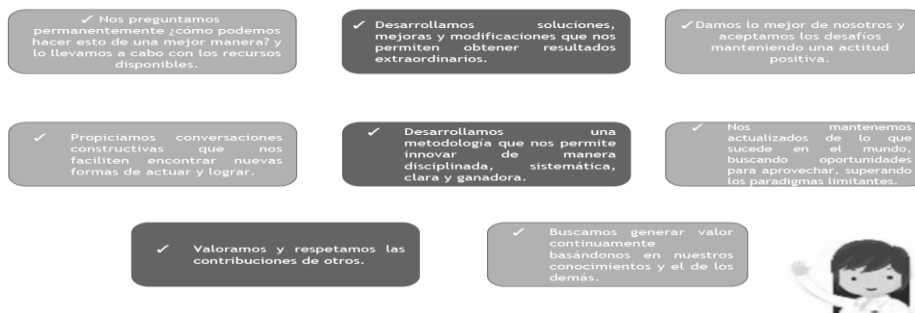 ✓ Nos preguntamos
permanentemente ¿cómo podemos
hacer esto de una mejor manera? y
lo llevamos a cabo con los recursos
disponibles.
✓ Desarrollamos soluciones,
mejoras y modificaciones que nos
permiten obtener resultados
extraordinarios.
✓ Damos lo mejor de nosotros y
aceptamos los desafíos
manteniendo una actitud
positiva.
✓ Propiciamos conversaciones
constructivas que nos
faciliten encontrar nuevas
formas de actuar y lograr.
✓ Desarrollamos una
metodología que nos permite
innovar de manera
disciplinada, sistemática,
clara y ganadora.
✓ Nos mantenemos
actualizados de lo que
sucede en el mundo,
buscando oportunidades
para aprovechar, superando
los paradigmas limitantes.
✓ Valoramos y respetamos las
contribuciones de otros.
✓ Buscamos generar valor
continuamente
basándonos en nuestros
conocimientos y el de los
demás.